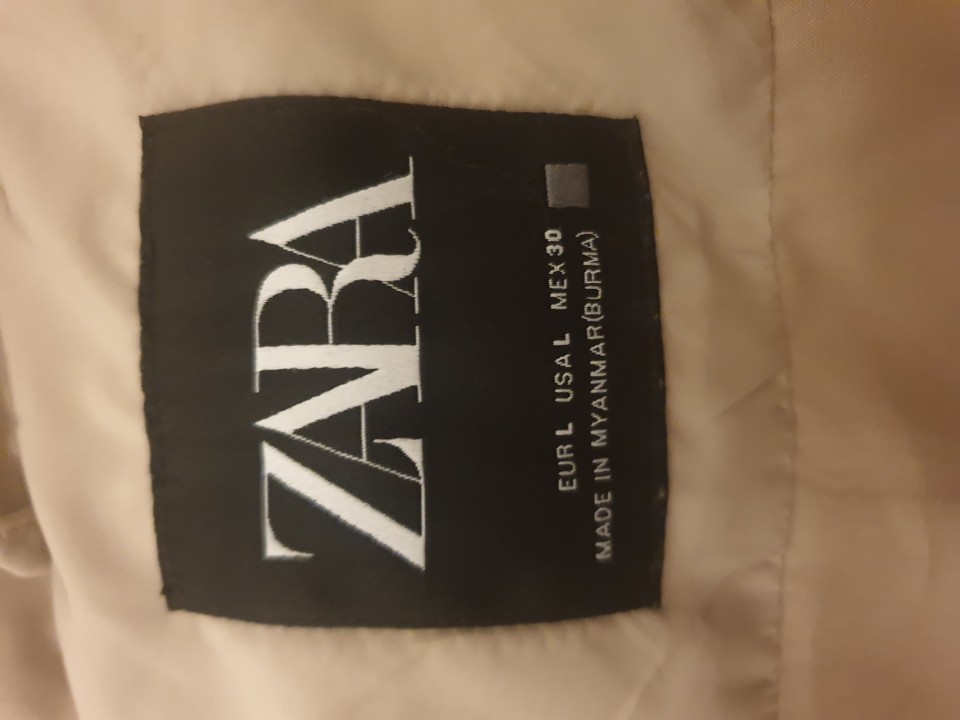 ZARA
EUR L USA L MEX 30
MADE IN MYANMAR(BURMA)